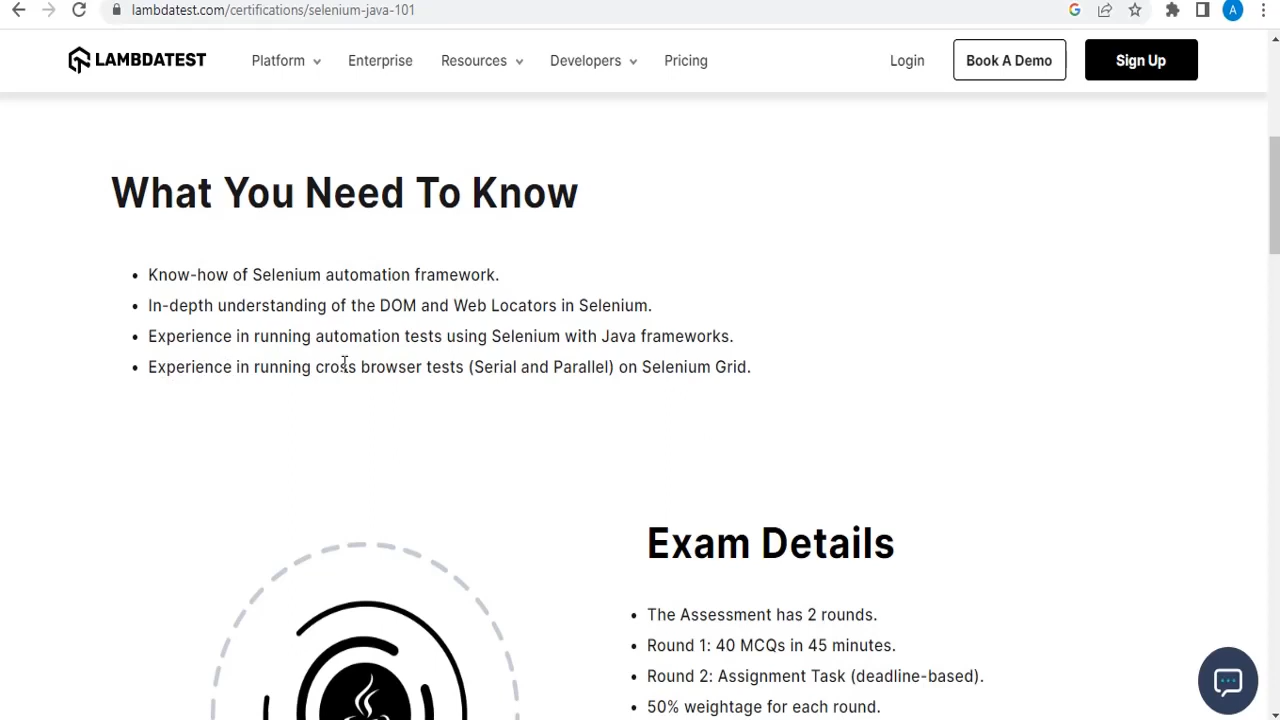 lambdatest.com/certifications/selenium-java-101
A
LAMBDATEST
Platform
Enterprise
Resources
Developers
Pricing
Login
Book A Demo
Sign Up
What You Need To Know
• Know-how of Selenium automation framework.
• In-depth understanding of the DOM and Web Locators in Selenium.
• Experience in running automation tests using Selenium with Java frameworks.
• Experience in running cross browser tests (Serial and Parallel) on Selenium Grid.
Exam Details
• The Assessment has 2 rounds.
• Round 1: 40 MCQs in 45 minutes.
• Round 2: Assignment Task (deadline-based).
• 50% weightage for each round.